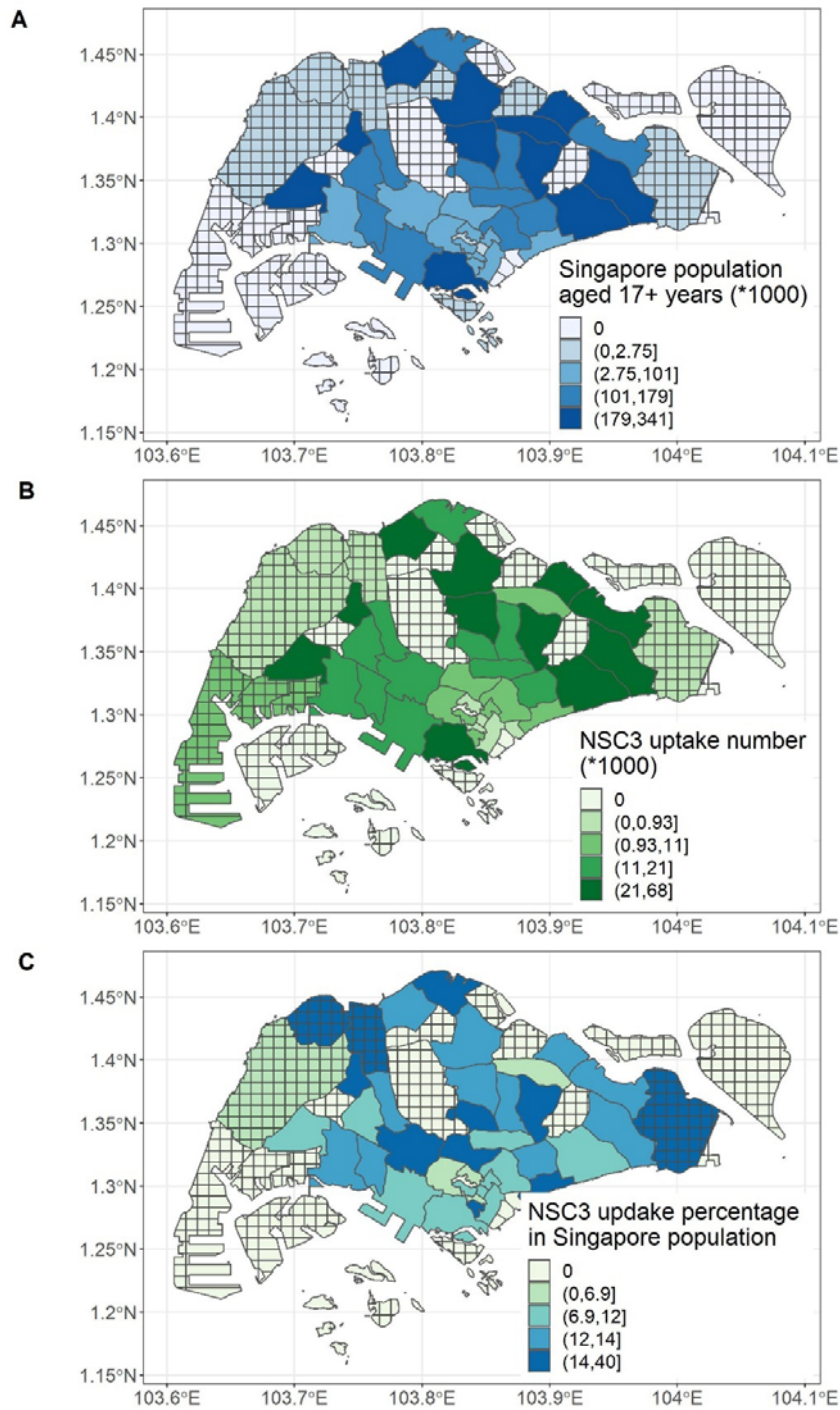 A
1.45°N
1.4°N
1.35°N
1.3°N
1.25°N
1.2°N
1.15°N
Singapore population
aged 17+ years (*1000)
0
(0,2.75]
(2.75,101]
(101,179]
(179,341]
103.6°E 103.7°E 103.8°E 103.9°E 104°E 104.1°E
B
1.45°N
1.4°N
1.35°N
1.3°N
1.25°N
1.2°N
1.15°N
NSC3 uptake number
(*1000)
0
(0,0.93]
(0.93,11]
(11,21]
(21,68]
103.6°E 103.7°E 103.8°E 103.9°E 104°E 104.1°E
C
1.45°N
1.4°N
1.35°N
1.3°N
1.25°N
1.2°N
1.15°N
NSC3 updake percentage
in Singapore population
0
(0,6.9]
(6.9,12]
(12,14]
(14,40]
103.6°E 103.7°E 103.8°E 103.9°E 104°E 104.1°E